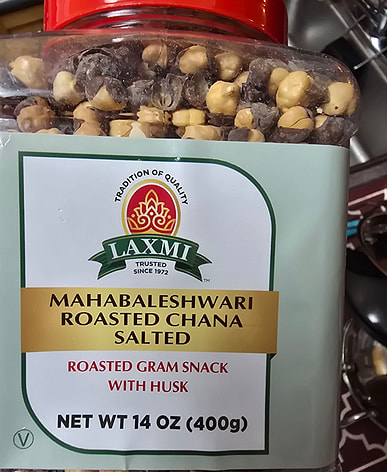 TRADITION OF QUALITY
LAXMI
TRUSTED
SINCE 1972
TM
MAHABALESHWARI
ROASTED CHANA
SALTED
ROASTED GRAM SNACK
WITH HUSK
NET WT 14 OZ (400g)
V